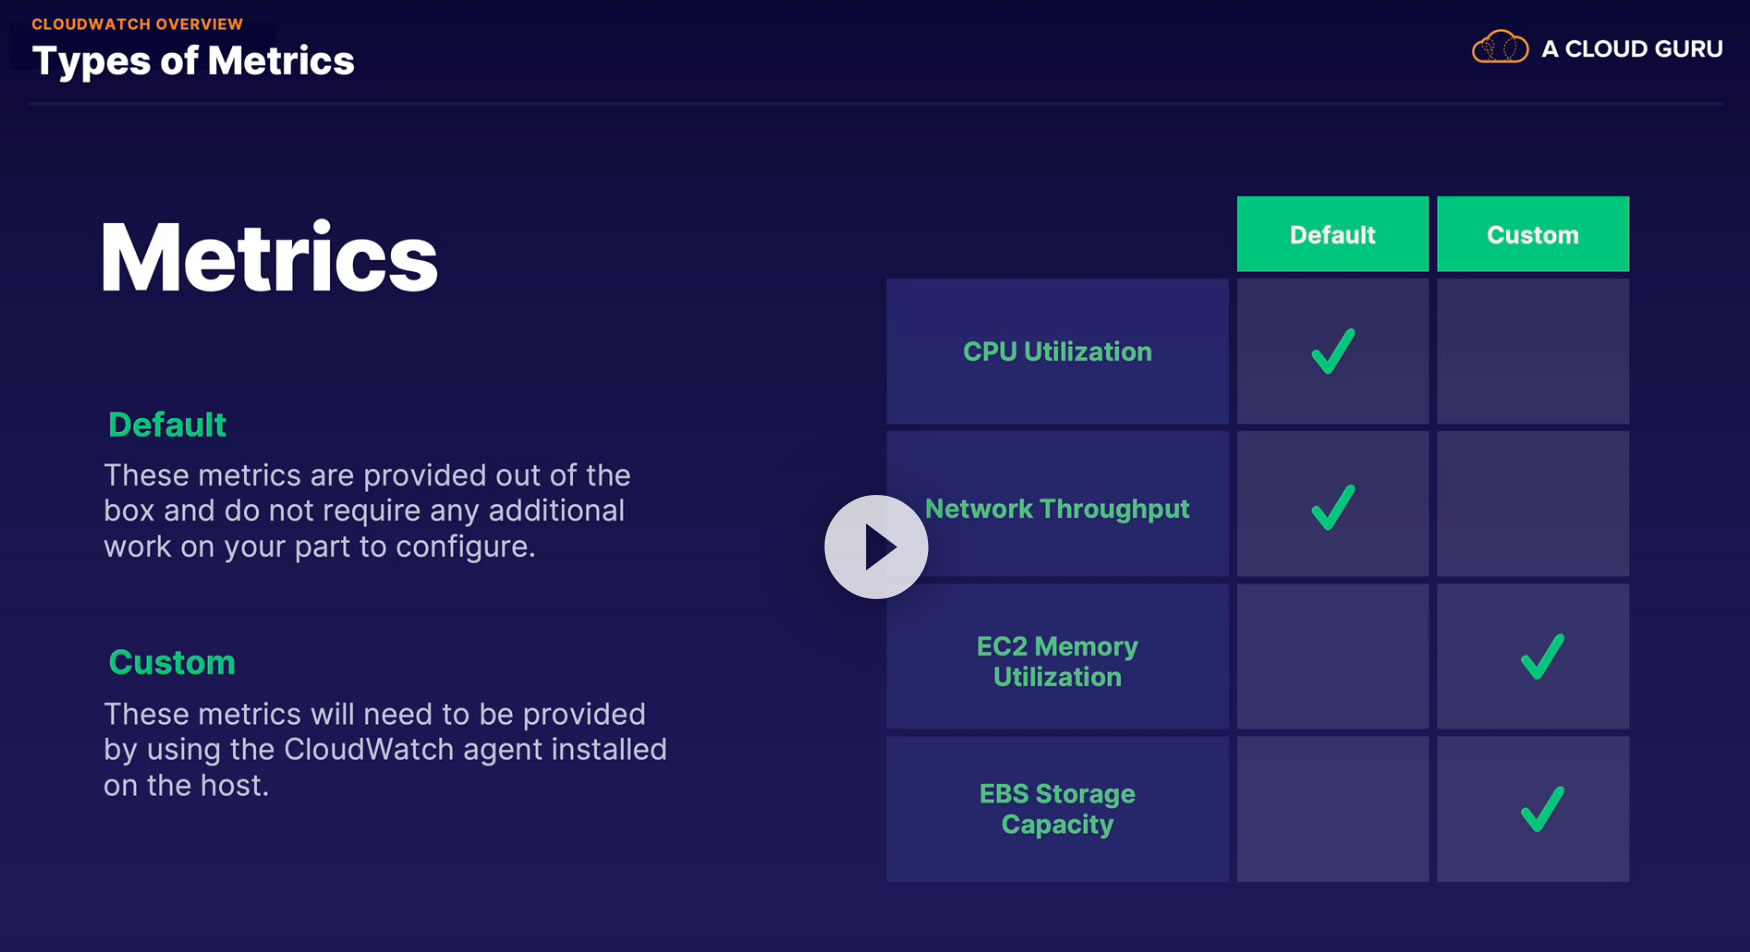 CLOUDWATCH OVERVIEW
Types of Metrics
A CLOUD GURU
Metrics
Default
These metrics are provided out of the
box and do not require any additional
work on your part to configure.
Custom
These metrics will need to be provided
by using the CloudWatch agent installed
on the host.
Default Custom
CPU Utilization
Network Throughput
EC2 Memory
Utilization
EBS Storage
Capacity